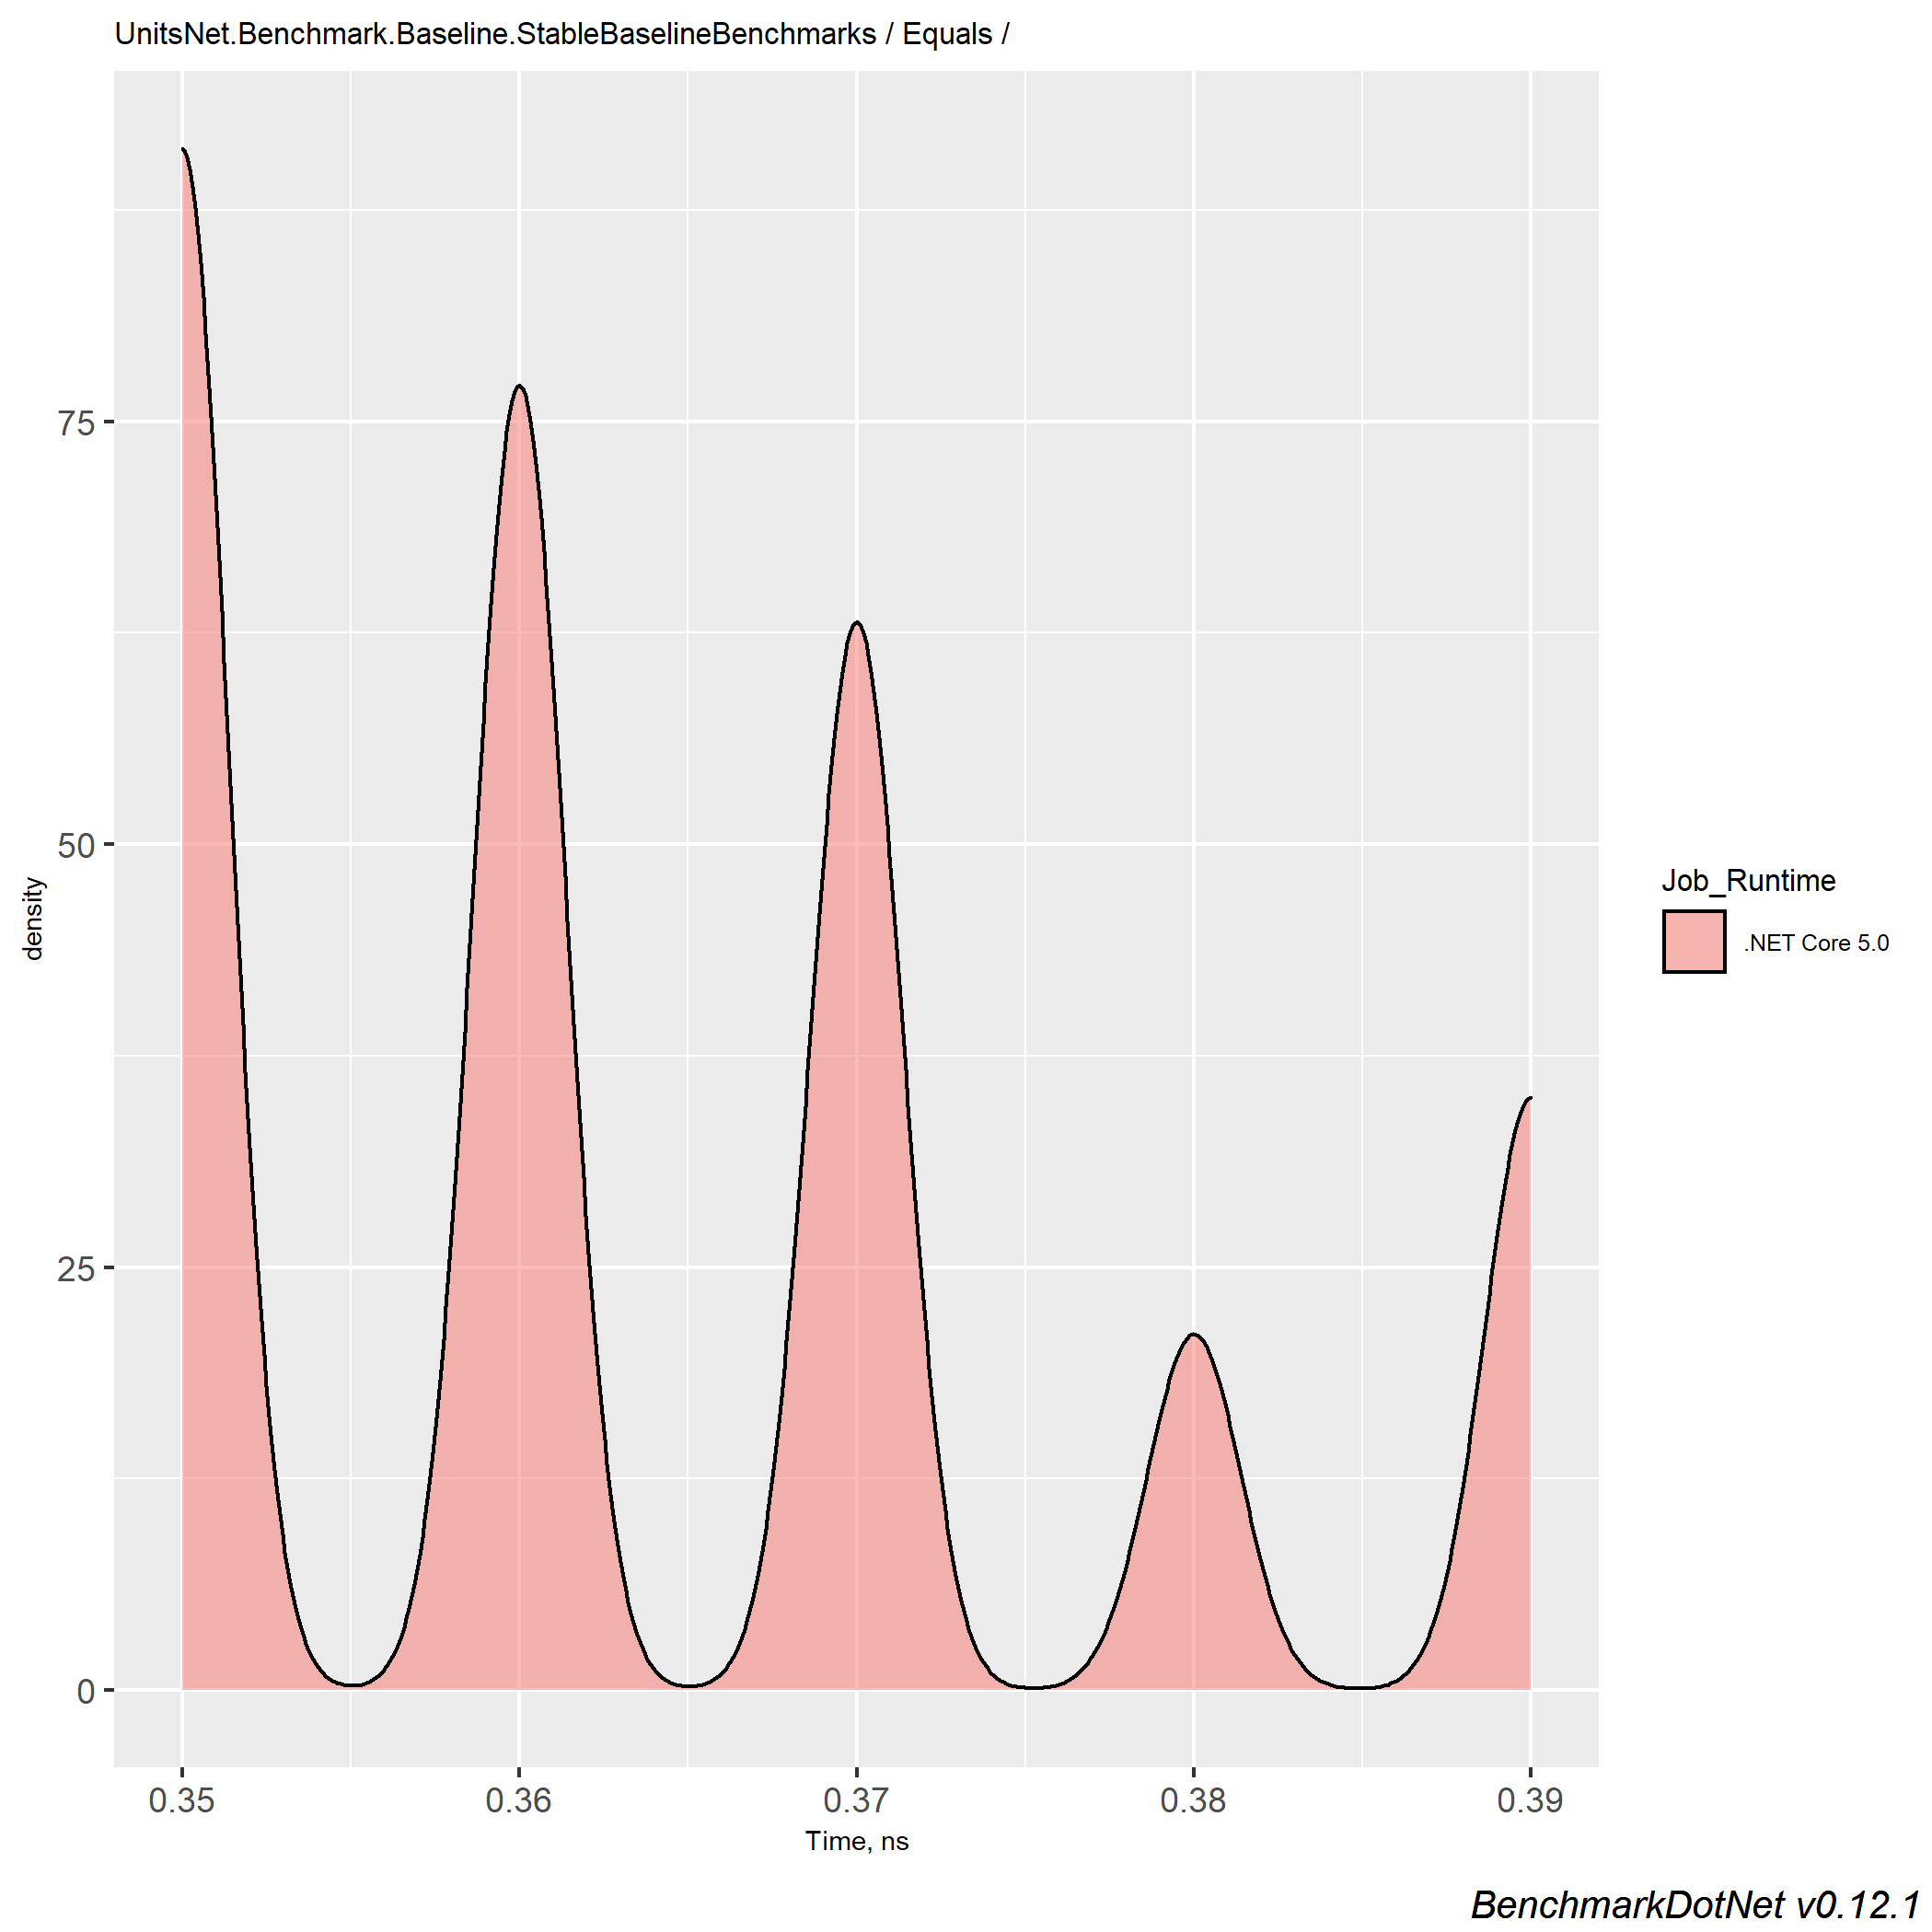 UnitsNet.Benchmark.Baseline.StableBaselineBenchmarks / Equals /
75
50
25
0
density
0.35 0.36 0.37 0.38 0.39
Time, ns
Job_Runtime
.NET Core 5.0
BenchmarkDotNet v0.12.1